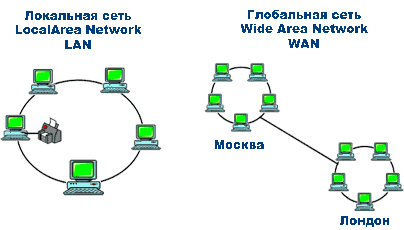 Локальная сеть
LocalArea Network
LAN
Глобальная сеть
Wide Area Network
WAN
Москва
Лондон